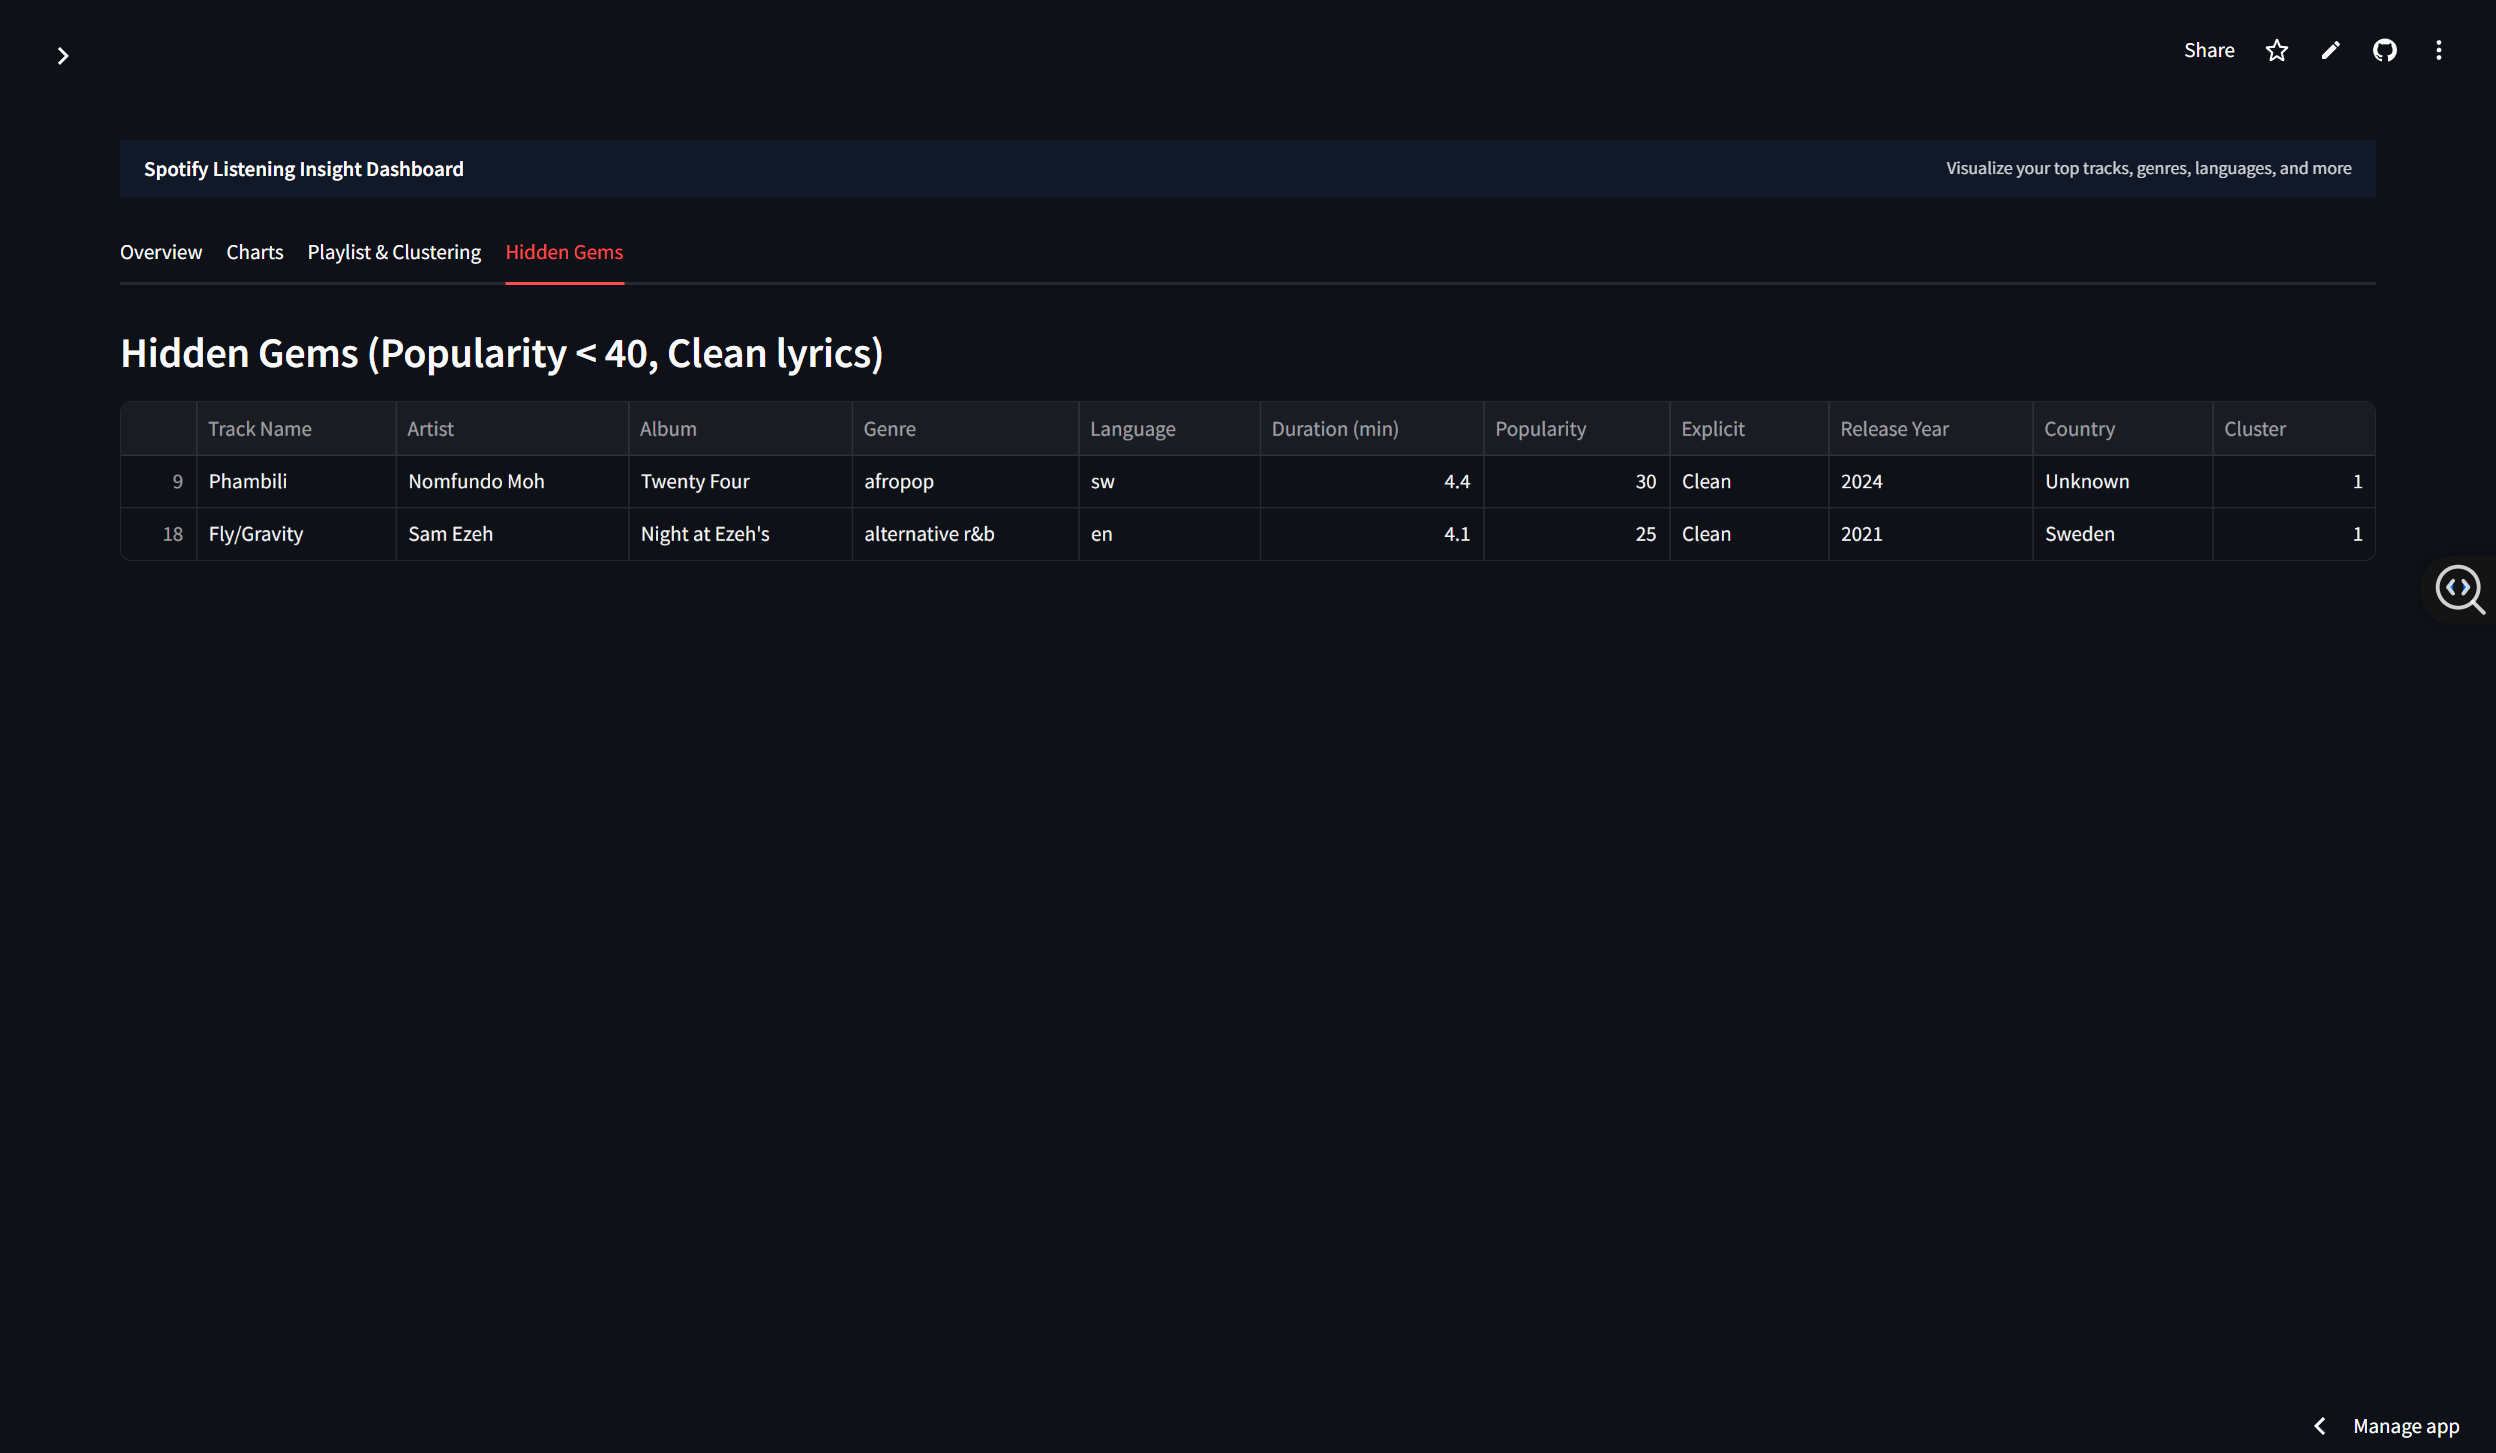 Share
Spotify Listening Insight Dashboard Visualize your top tracks, genres, languages, and more
Overview Charts Playlist & Clustering Hidden Gems
Hidden Gems (Popularity < 40, Clean lyrics)
Track Name Artist Album Genre Language Duration (min) Popularity Explicit Release Year Country Cluster
9 Phambili Nomfundo Moh Twenty Four afropop sw 4.4 30 Clean 2024 Unknown 1
18 Fly/Gravity Sam Ezeh Night at Ezeh's alternative r&b en 4.1 25 Clean 2021 Sweden 1
Manage app